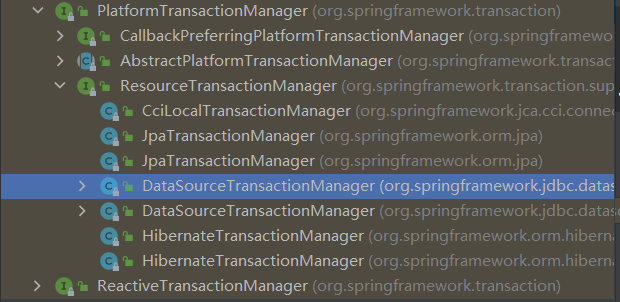 PlatformTransactionManager (org.springframework.transaction)
CallbackPreferringPlatformTransactionManager (org.springframewo
AbstractPlatformTransactionManager (org.springframework.transac
ResourceTransactionManager (org.springframework.transaction.sup
CciLocalTransactionManager (org.springframework.jca.cci.connec
JpaTransactionManager (org.springframework.orm.jpa)
JpaTransactionManager (org.springframework.orm.jpa)
DataSourceTransactionManager (org.springframework.jdbc.datas
DataSourceTransactionManager (org.springframework.jdbc.datas
HibernateTransactionManager (org.springframework.orm.hiberna
HibernateTransactionManager (org.springframework.orm.hiberna
ReactiveTransactionManager (org.springframework.transaction)